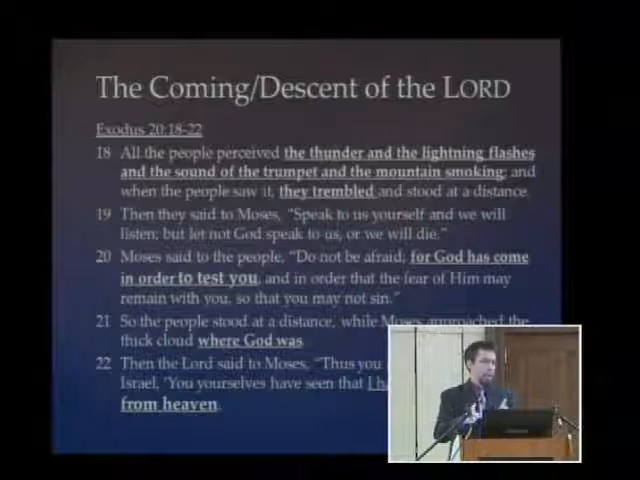 The Coming/Descent of the LORD
Exodus 20:18-22
18 All the people perceived the thunder and the lightning flashes
and the sound of the trumpet and the mountain smoking; and
when the people saw it, they trembled and stood at a distance.
19 Then they said to Moses, “Speak to us yourself and we will
listen; but let not God speak to us, or we will die.”
20 Moses said to the people, “Do not be afraid; for God has come
in order to test you, and in order that the fear of Him may
remain with you, so that you may not sin.”
21 So the people stood at a distance, while Moses approached the
thick cloud where God was.
22 Then the Lord said to Moses, “Thus you
Israel, ‘You yourselves have seen that I
from heaven.